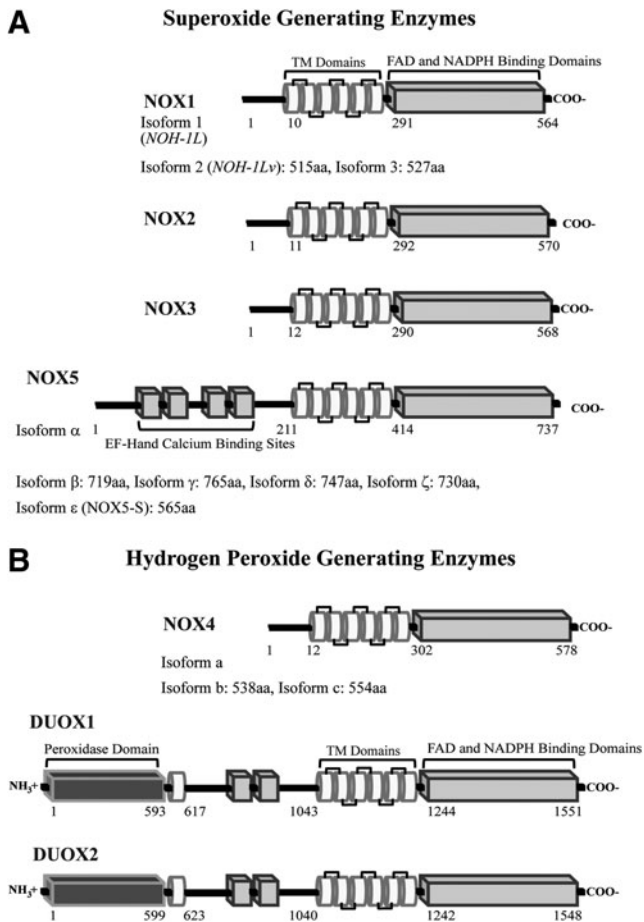 A
Superoxide Generating Enzymes
TM Domains FAD and NADPH Binding Domains
NOX1
COO-
Isoform 1 1 10 291 564
(NOH-1L)
Isoform 2 (NOH-1Lv): 515aa, Isoform 3: 527aa
NOX2 COO-
1 11 292 570
NOX3 COO-
1 12 290 568
NOX5
COO-
Isoform α 1 211 414 737
EF-Hand Calcium Binding Sites
Isoform β: 719aa, Isoform γ: 765aa, Isoform δ: 747aa, Isoform ζ: 730aa,
Isoform ε (NOX5-S): 565aa
B
Hydrogen Peroxide Generating Enzymes
NOX4 COO-
1 12 302 578
Isoform a
Isoform b: 538aa, Isoform c: 554aa
DUOX1
Peroxidase Domain TM Domains FAD and NADPH Binding Domains
NH3+ COO-
1 593 617 1043 1244 1551
DUOX2
NH3+ COO-
1 599 623 1040 1242 1548